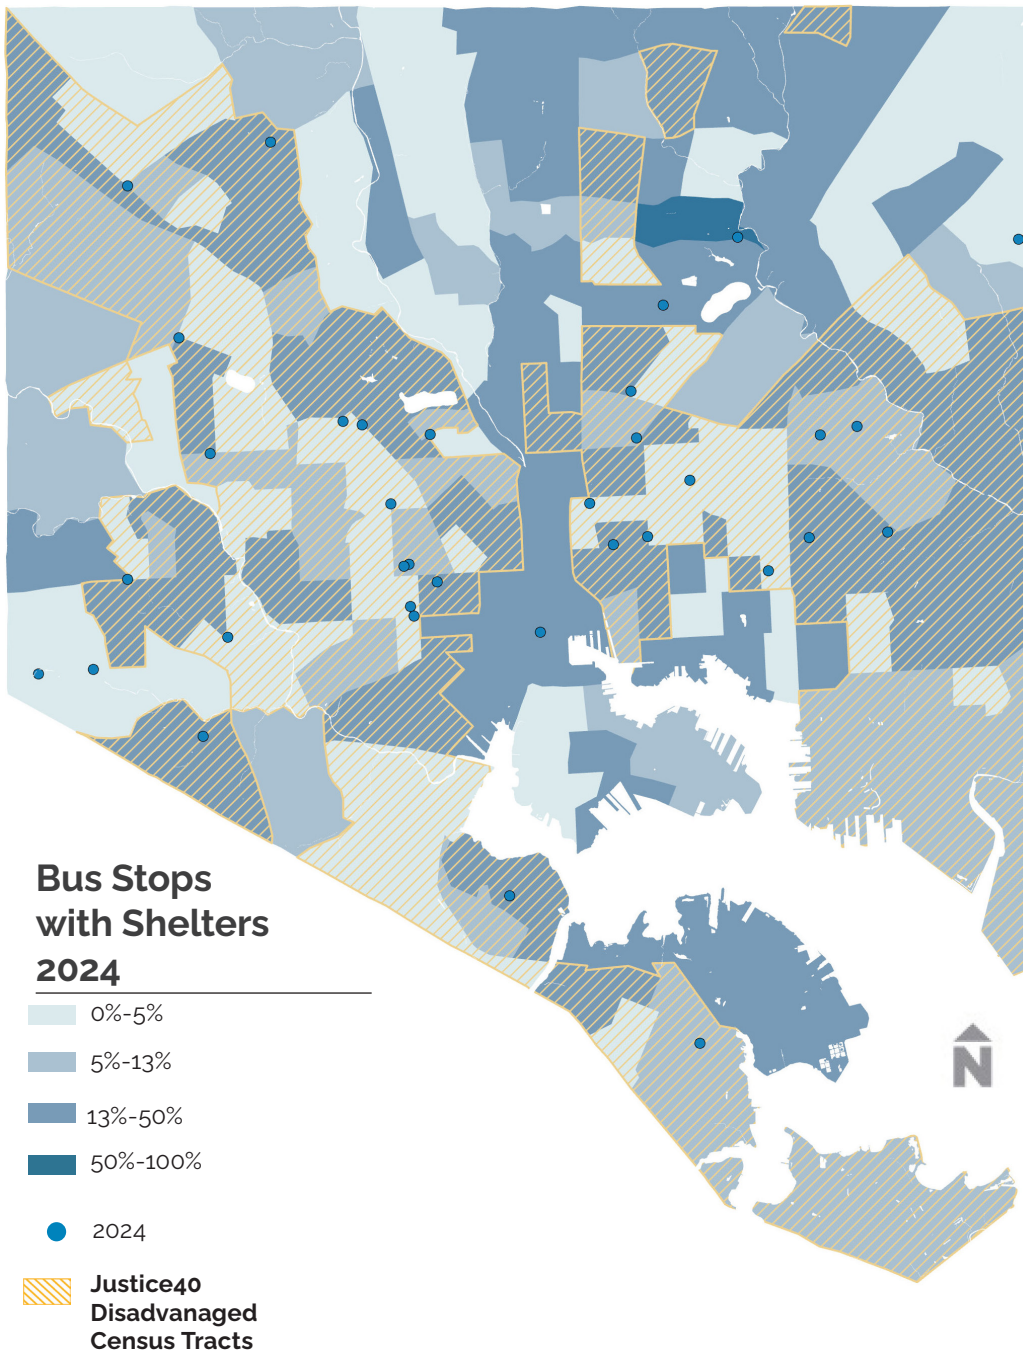 Bus Stops
with Shelters
2024
0%-5%
5%-13%
13%-50%
50%-100%
2024
Justice40
Disadvanaged
Census Tracts
N